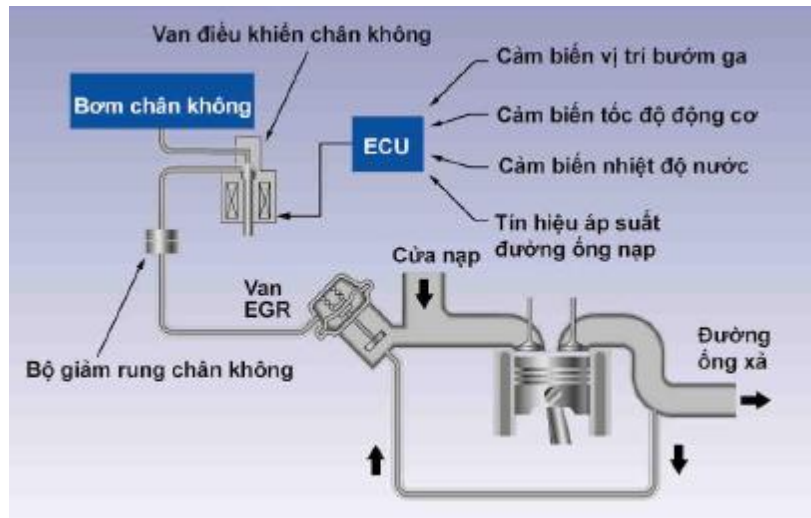 Van điều khiển chân không
Bơm chân không
ECU
Cảm biến vị trí bướm ga
Cảm biến tốc độ động cơ
Cảm biến nhiệt độ nước
Tín hiệu áp suất
đường ống nạp
Cửa nạp
Van
EGR
Đường
ống xả
Bộ giảm rung chân không